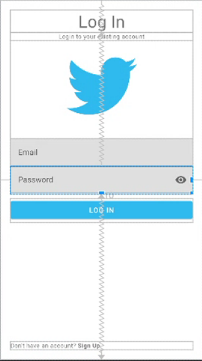 Log In
Login to your existing account
Email
Password
LOG IN
Don't have an account? Sign Up